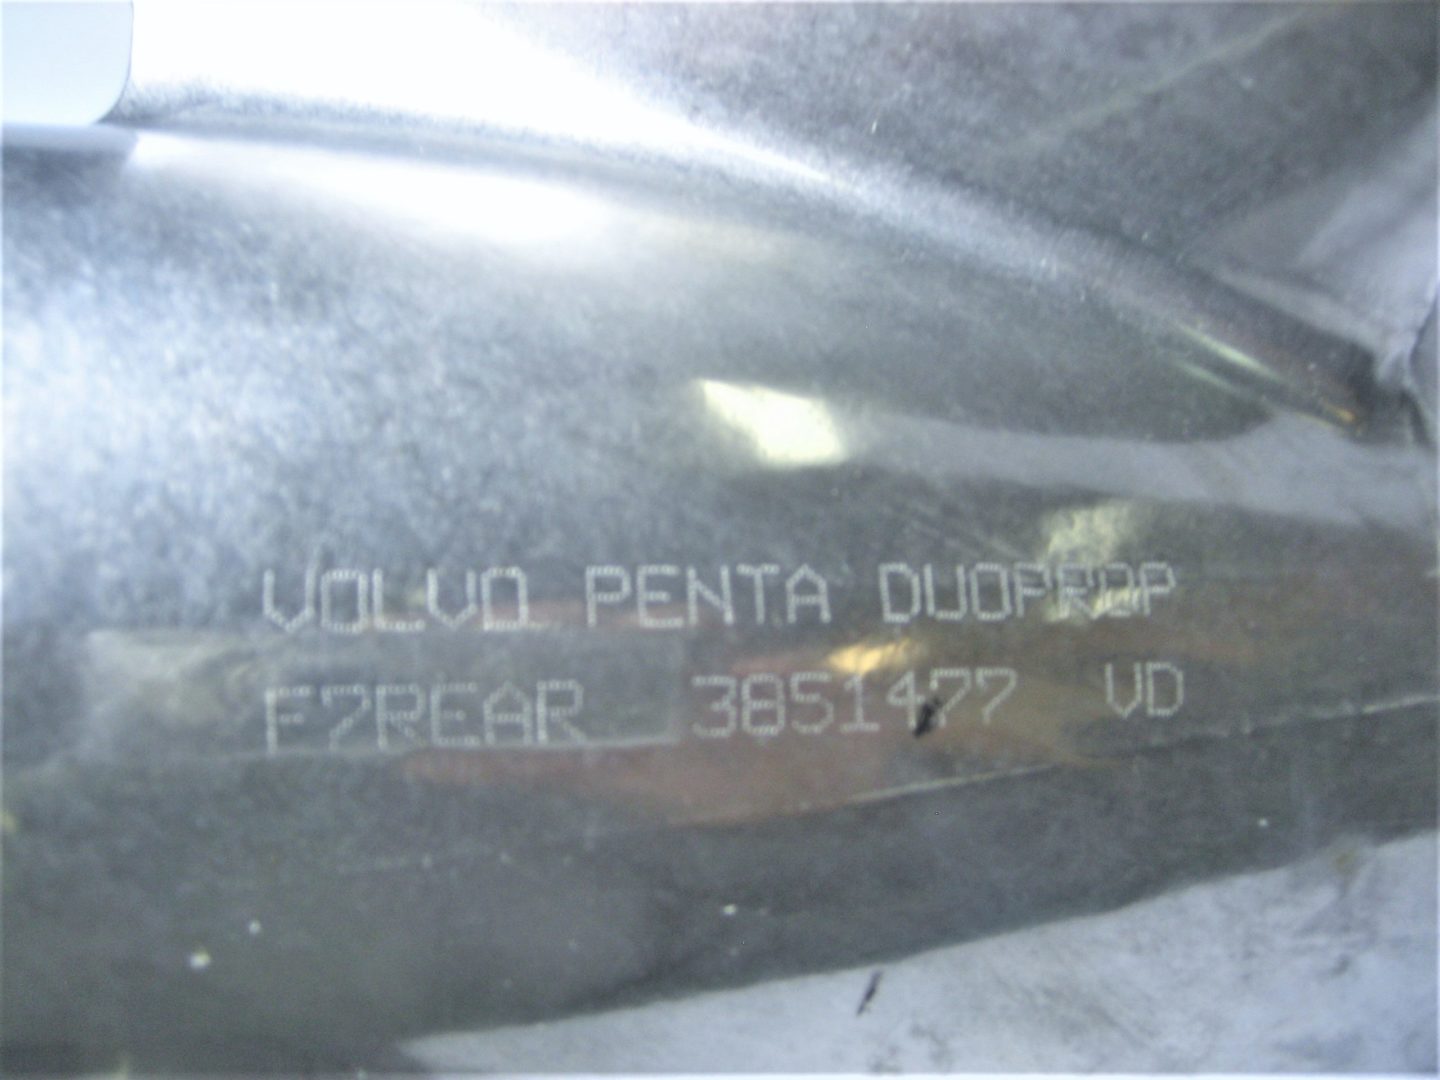 VOLVO PENTA DUOPROP
F7REAR 3851477 VD